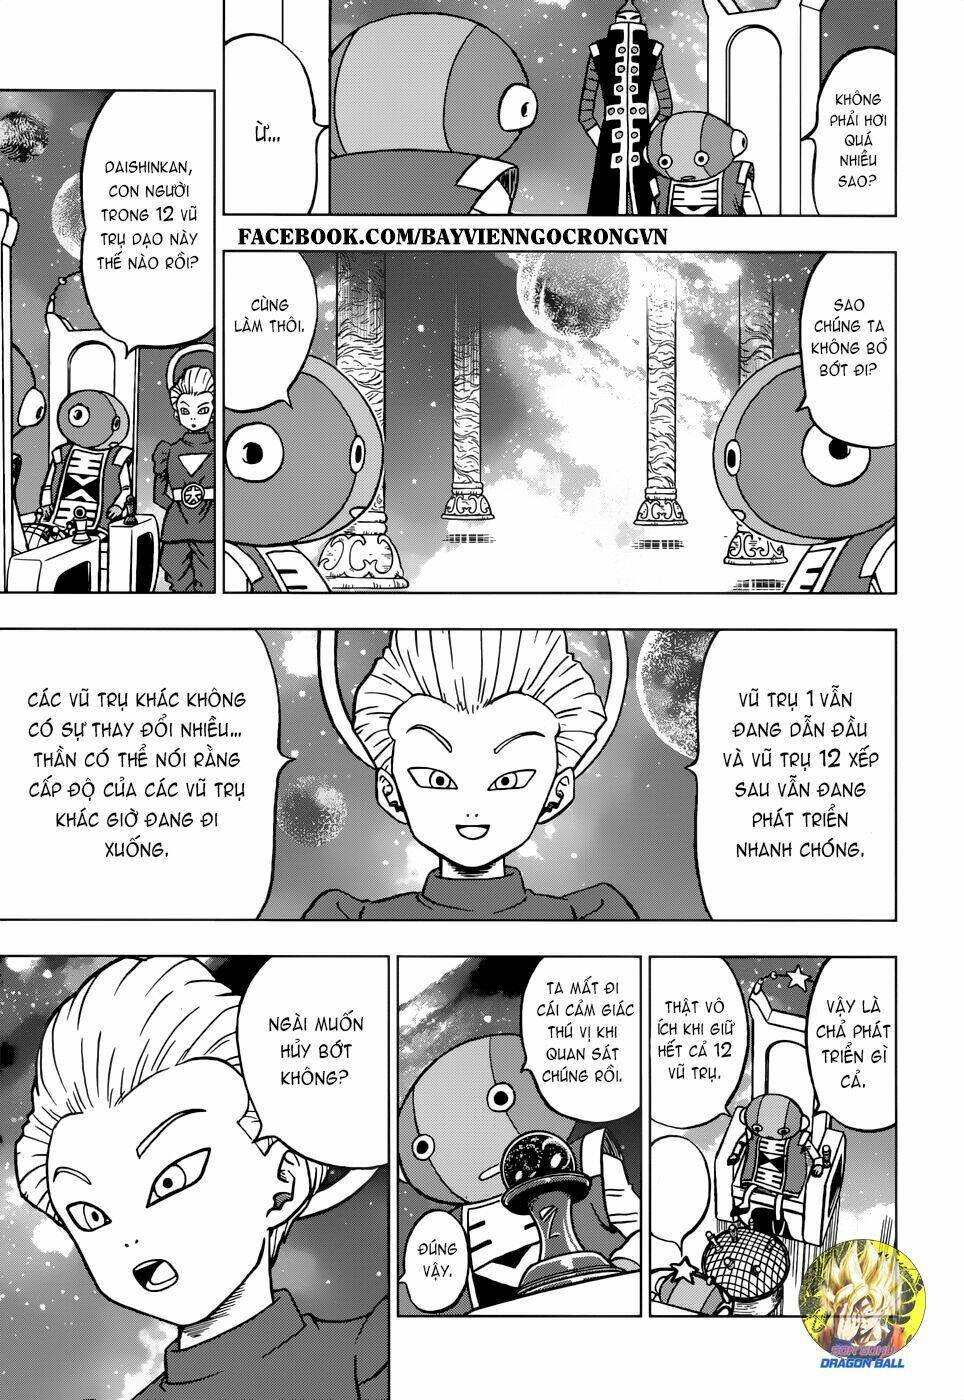 KHÔNG
PHẢI HƠI
QUÁ
NHIỀU
SAO?
Ừ...
FACEBOOK.COM/BAYVIENNGOCRONGVN
SAO
CHÚNG TA
KHÔNG BỎ
BỚT ĐI?
CÙNG
LÀM THÔI.
DAISHINKAN,
CON NGƯỜI
TRONG 12 VŨ
TRỤ DẠO NÀY
THẾ NÀO RỒI?
VŨ TRỤ 1 VẪN
ĐANG DẪN ĐẦU
VÀ VŨ TRỤ 12 XẾP
SAU VẪN ĐANG
PHÁT TRIỂN
NHANH CHÓNG.
CÁC VŨ TRỤ KHÁC KHÔNG
CÓ SỰ THAY ĐỔI NHIỀU...
THẦN CÓ THỂ NÓI RẰNG
CẤP ĐỘ CỦA CÁC VŨ TRỤ
KHÁC GIỜ ĐANG ĐI
XUỐNG.
VẬY LÀ
CHẢ PHÁT
TRIỂN GÌ
CẢ.
THẬT VÔ
ÍCH KHI GIỮ
HẾT CẢ 12
VŨ TRỤ.
TA MẤT ĐI
CÁI CẢM GIÁC
THÚ VỊ KHI
QUAN SÁT
CHÚNG RỒI.
ĐÚNG
VẬY.
NGÀI MUỐN
HỦY BỚT
KHÔNG?
SON GOKU
DRAGON BALL